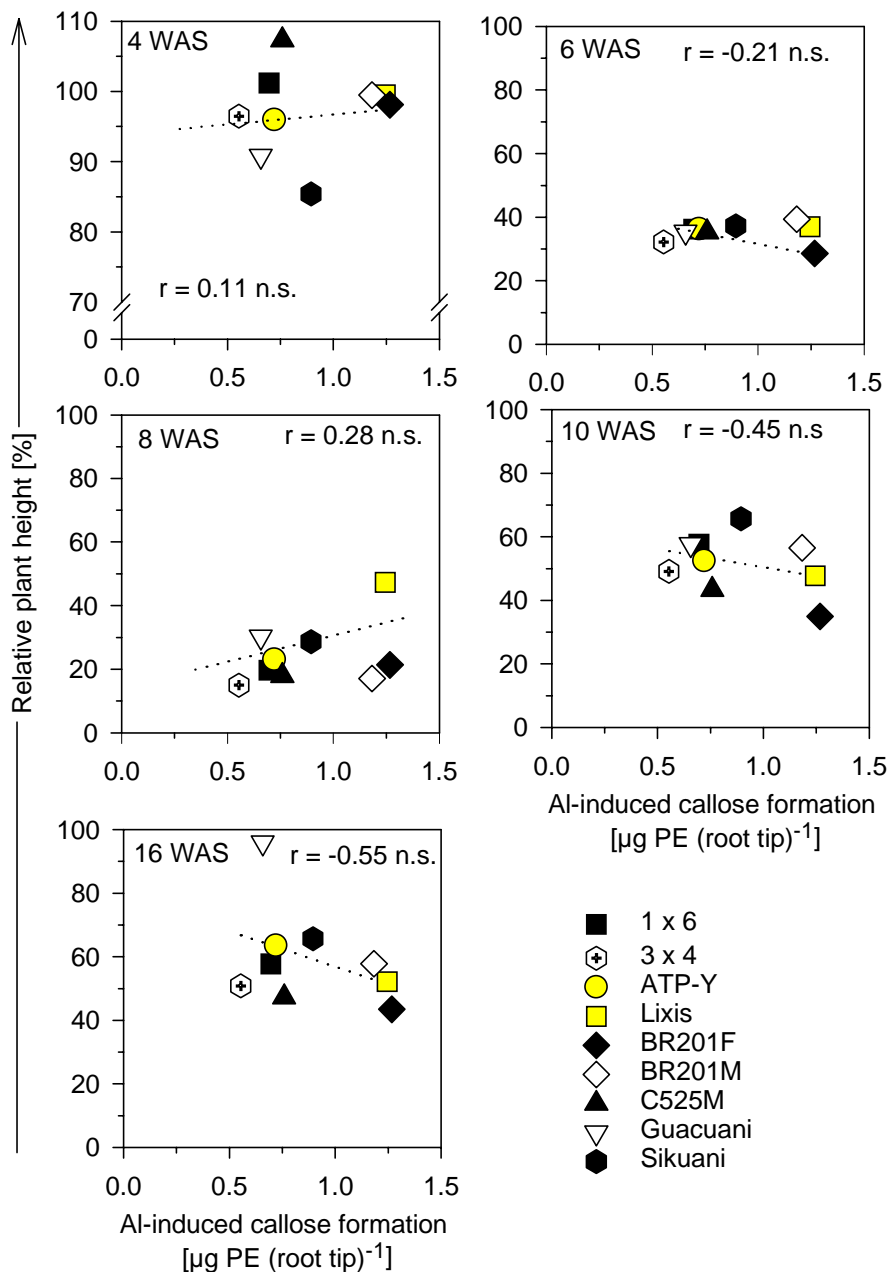 Relative plant height [%]
4 WAS
r = 0.11 n.s.
110
100
90
80
70
0
0.0 0.5 1.0 1.5
6 WAS
r = -0.21 n.s.
100
80
60
40
20
0
0.0 0.5 1.0 1.5
8 WAS
r = 0.28 n.s.
100
80
60
40
20
0
0.0 0.5 1.0 1.5
10 WAS
r = -0.45 n.s
100
80
60
40
20
0
0.0 0.5 1.0 1.5
Al-induced callose formation
[µg PE (root tip)-1]
16 WAS
r = -0.55 n.s.
100
80
60
40
20
0
0.0 0.5 1.0 1.5
Al-induced callose formation
[µg PE (root tip)-1]
1 x 6
3 x 4
ATP-Y
Lixis
BR201F
BR201M
C525M
Guacuani
Sikuani